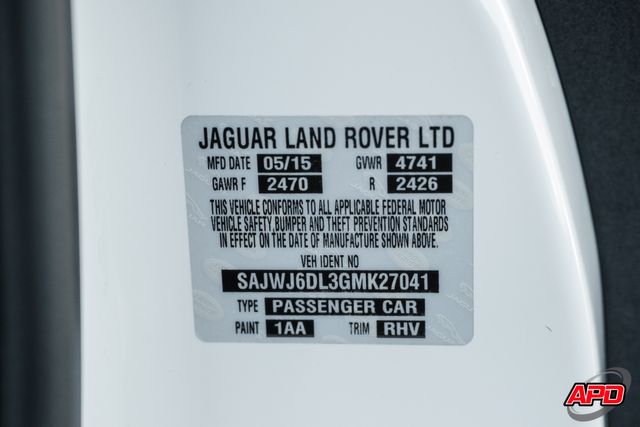 JAGUAR LAND ROVER LTD
MFD DATE 05/15 GVWR 4741
GAWR F 2470 R 2426
THIS VEHICLE CONFORMS TO ALL APPLICABLE FEDERAL MOTOR
VEHICLE SAFETY,BUMPER AND THEFT PREVENTION STANDARDS
IN EFFECT ON THE DATE OF MANUFACTURE SHOWN ABOVE.
VEH IDENT NO
SAJWJ6DL3GMK27041
TYPE PASSENGER CAR
PAINT 1AA TRIM RHV
APD